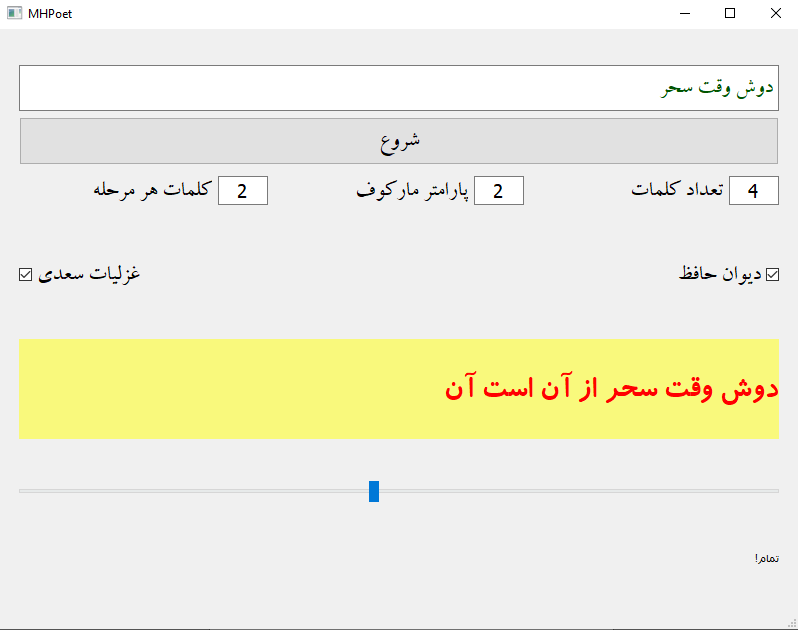 MHPoet
دوش وقت سحر
شروع
تعداد کلمات 4 پارامتر مارکوف 2 کلمات هر مرحله 2
دیوان حافظ غزلیات سعدی
دوش وقت سحر از آن است آن
تمام!